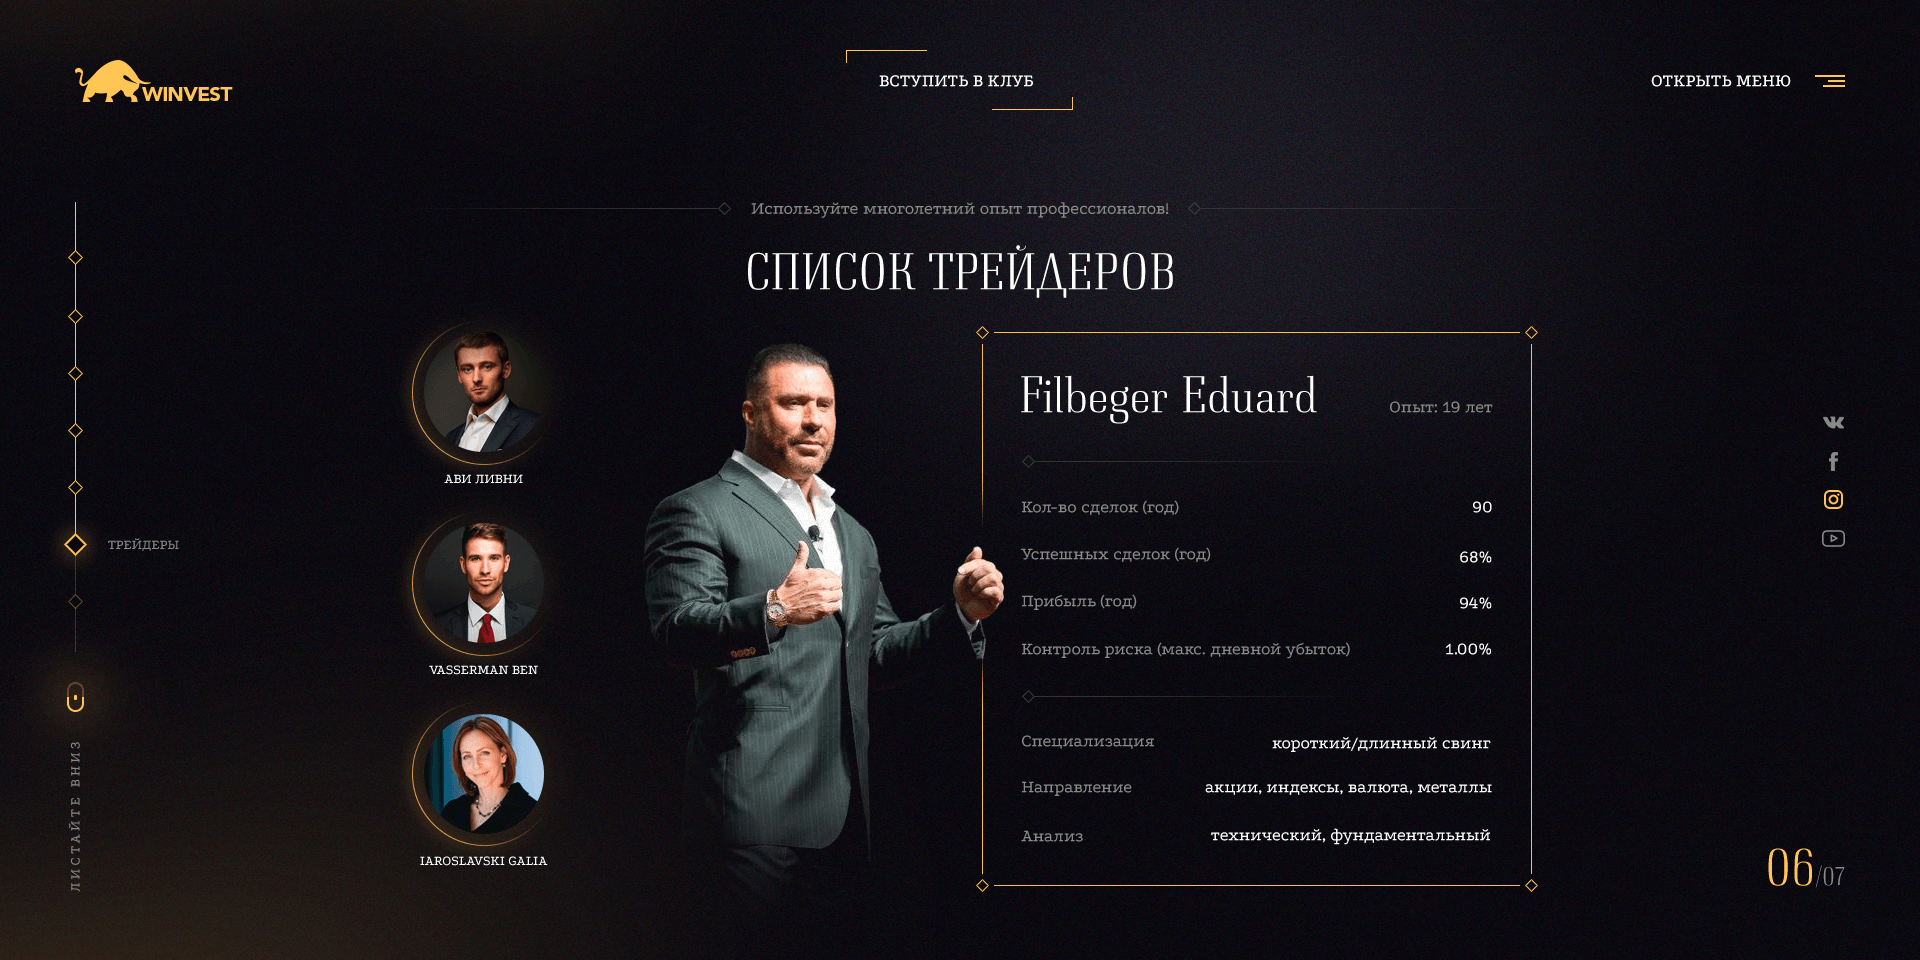 WINVEST
ВСТУПИТЬ В КЛУБ
ОТКРЫТЬ МЕНЮ
Используйте многолетний опыт профессионалов!
СПИСОК ТРЕЙДЕРОВ
АВИ ЛИВНИ
VASSERMAN BEN
IAROSLAVSKI GALIA
Filbeger Eduard
Опыт: 19 лет
Кол-во сделок (год) 90
Успешных сделок (год) 68%
Прибыль (год) 94%
Контроль риска (макс. дневной убыток) 1.00%
Специализация короткий/длинный свинг
Направление акции, индексы, валюта, металлы
Анализ технический, фундаментальный
ТРЕЙДЕРЫ
ЛИСТАЙТЕ ВНИЗ
06/07